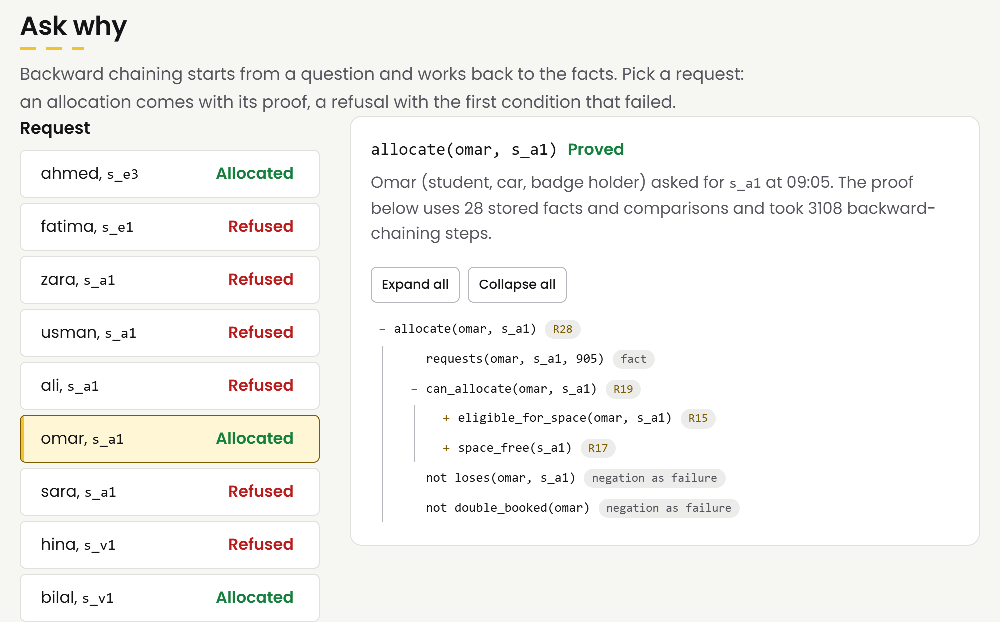 Ask why
Backward chaining starts from a question and works back to the facts. Pick a request:
an allocation comes with its proof, a refusal with the first condition that failed.
Request
ahmed, s_e3 Allocated
fatima, s_e1 Refused
zara, s_a1 Refused
usman, s_a1 Refused
ali, s_a1 Refused
omar, s_a1 Allocated
sara, s_a1 Refused
hina, s_v1 Refused
bilal, s_v1 Allocated
allocate(omar, s_a1) Proved
Omar (student, car, badge holder) asked for s_a1 at 09:05. The proof
below uses 28 stored facts and comparisons and took 3108 backward-
chaining steps.
Expand all Collapse all
− allocate(omar, s_a1) R28
requests(omar, s_a1, 905) fact
− can_allocate(omar, s_a1) R19
+ eligible_for_space(omar, s_a1) R15
+ space_free(s_a1) R17
not loses(omar, s_a1) negation as failure
not double_booked(omar) negation as failure